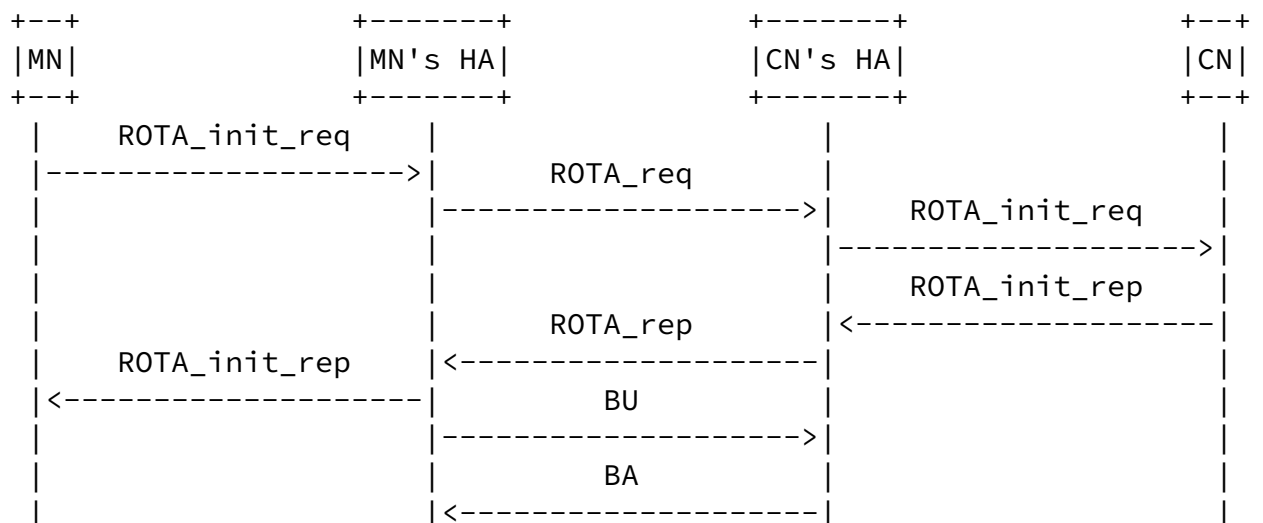 MN MN's HA CN's HA CN
ROTA_init_req
ROTA_req
ROTA_init_req
ROTA_init_rep
ROTA_rep
ROTA_init_rep
BU
BA